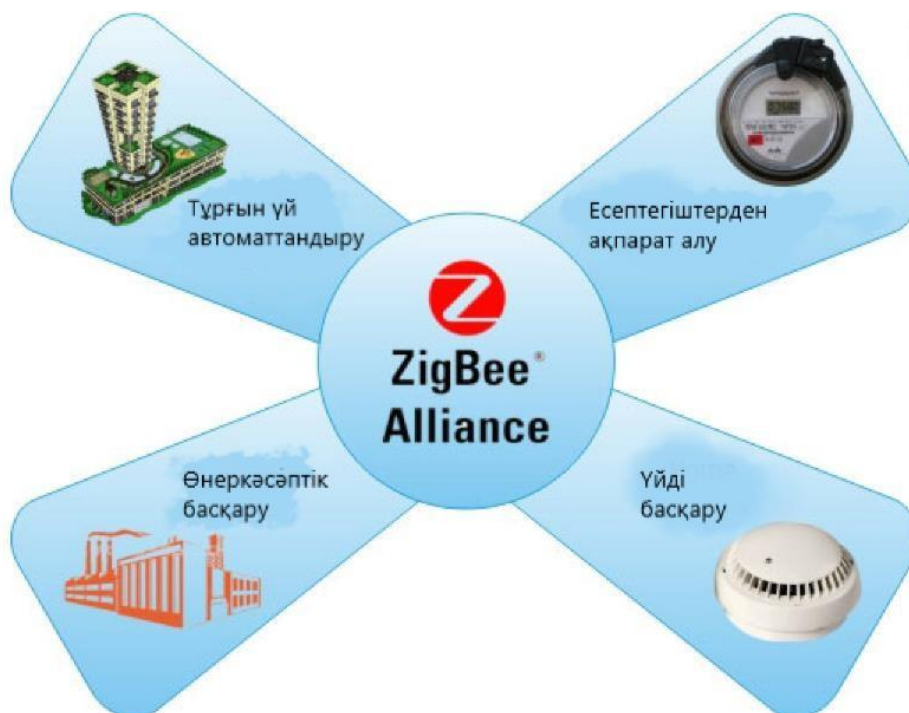 Тұрғын үй
автоматтандыру
Есептегіштерден
ақпарат алу
ZigBee®
Alliance
Өнеркәсәптік
басқару
Үйді
басқару